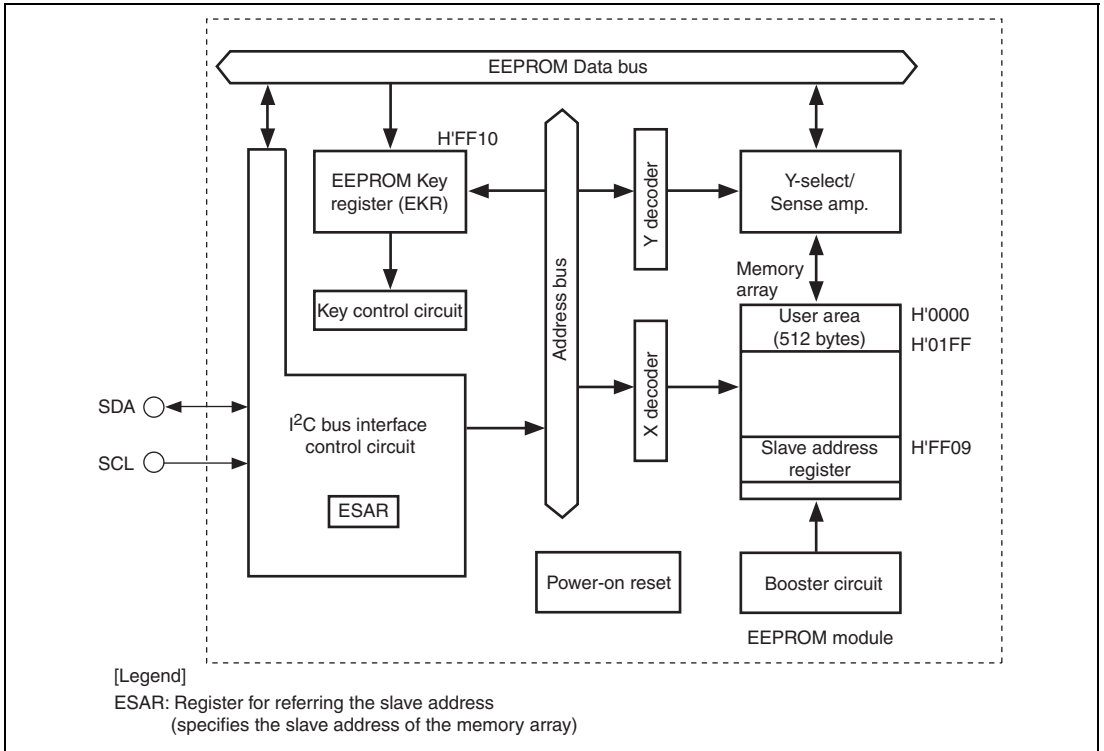 EEPROM Data bus
H'FF10
EEPROM Key
register (EKR)
Key control circuit
Address bus
Y decoder
X decoder
Y-select/
Sense amp.
Memory
array
User area
(512 bytes)
H'0000
H'01FF
Slave address
register
H'FF09
SDA
SCL
I2C bus interface
control circuit
ESAR
Power-on reset
Booster circuit
EEPROM module
[Legend]
ESAR: Register for referring the slave address
(specifies the slave address of the memory array)